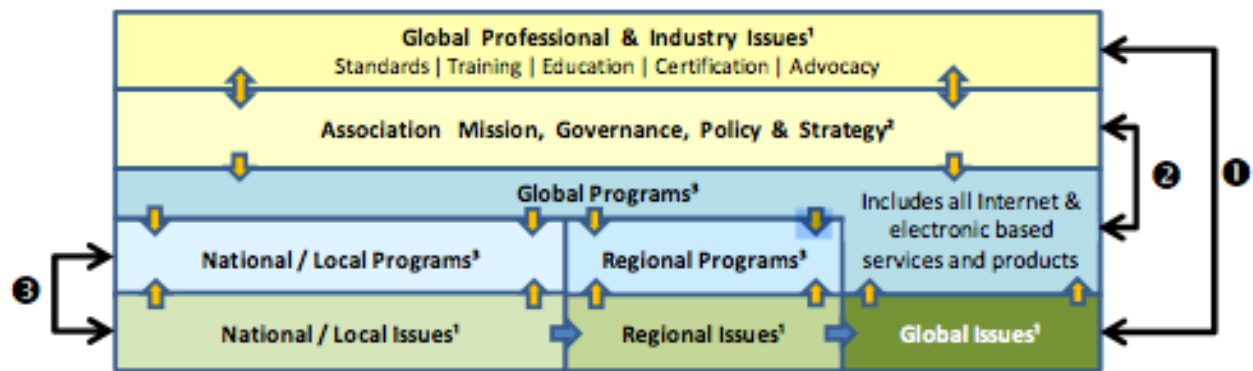 Global Professional & Industry Issues¹
Standards | Training | Education | Certification | Advocacy
Association Mission, Governance, Policy & Strategy²
Global Programs³
Includes all Internet &
electronic based
services and products
National / Local Programs³
Regional Programs³
National / Local Issues¹
Regional Issues¹
Global Issues¹
❶
❷
❸